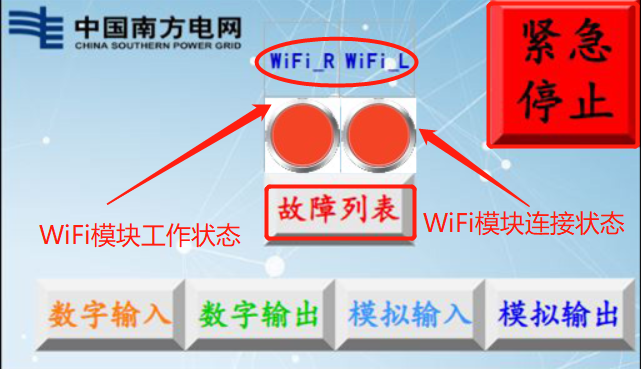 中国南方电网
CHINA SOUTHERN POWER GRID
WiFi_R WiFi_L
紧急
停止
故障列表
WiFi模块工作状态
WiFi模块连接状态
数字输入 数字输出 模拟输入 模拟输出